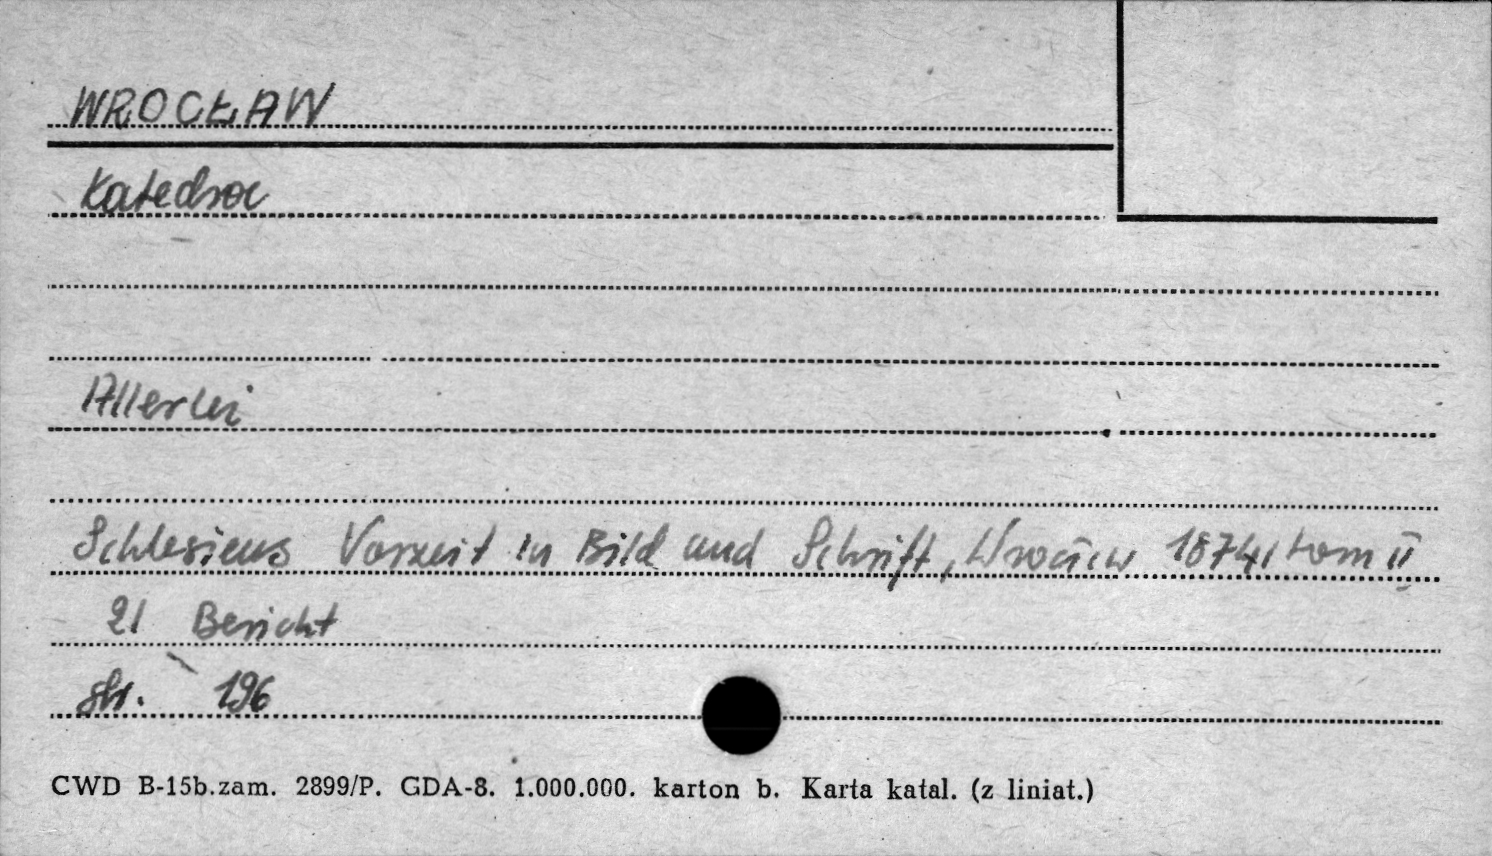 WROCŁAW
Katedra
Allerlei
Schlesiens Vorzeit in Bild und Schrift, Wrocław 1874, tom II
21 Bericht
str. 196
CWD B-15b.zam. 2899/P. GDA-8. 1.000.000. karton b. Karta katal. (z liniat.)